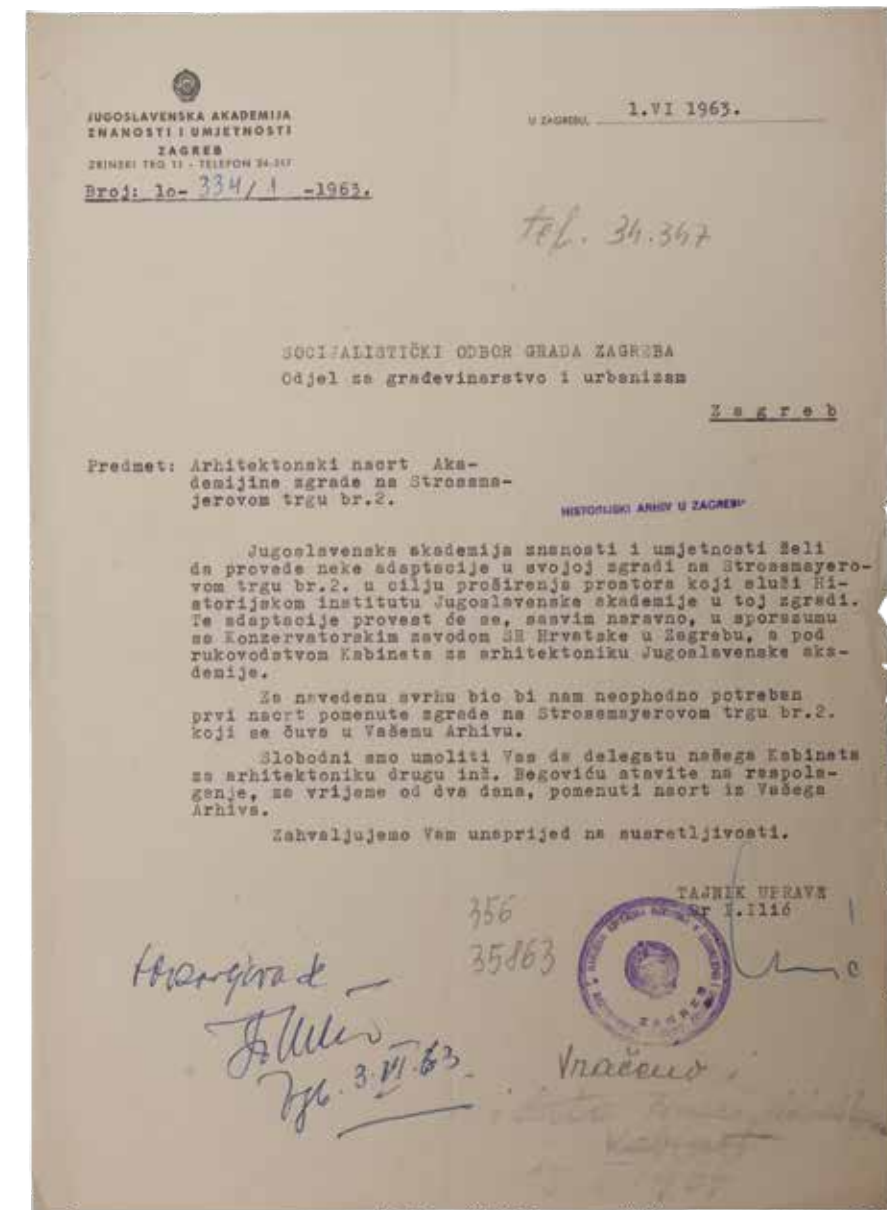 JUGOSLAVENSKA AKADEMIJA
ZNANOSTI I UMJETNOSTI
ZAGREB
ZRINSKI TRG 11 - TELEFON 34-347
Broj: lo- 334/1 -1963.
U ZAGREBU, 1.VI 1963.
tel. 34.347
SOCIJALISTIČKI ODBOR GRADA ZAGREBA
Odjel za građevinarstvo i urbanizam
Zagreb
Predmet: Arhitektonski nacrt Aka-
demijine zgrade na Strossma-
jerovom trgu br.2.
HISTORIJSKI ARHIV U ZAGREBU
Jugoslavenska akademija znanosti i umjetnosti želi
da provede neke adaptacije u svojoj zgradi na Strossmayero-
vom trgu br.2. u cilju proširenja prostora koji služi Hi-
storijskom institutu Jugoslavenske akademije u toj zgradi.
Te adaptacije provest će se, sasvim naravno, u sporazumu
sa Konzervatorskim zavodom SR Hrvatske u Zagrebu, a pod
rukovodstvom Kabineta za arhitektoniku Jugoslavenske aka-
demije.
Za navedenu svrhu bio bi nam neophodno potreban
prvi nacrt pomenute zgrade na Strossmayerovom trgu br.2.
koji se čuva u Vašemu Arhivu.
Slobodni smo umoliti Vas da delegatu našega Kabineta
za arhitektoniku drugu inž. Begoviću stavite na raspola-
ganje, za vrijeme od dva dana, pomenuti nacrt iz Vašega
Arhiva.
Zahvaljujemo Vam unaprijed na susretljivosti.
TAJNIK UPRAVE
Dr I.Ilić
356
35863
ZAGREB
Zgb. 3.VI.63.
Vraćeno